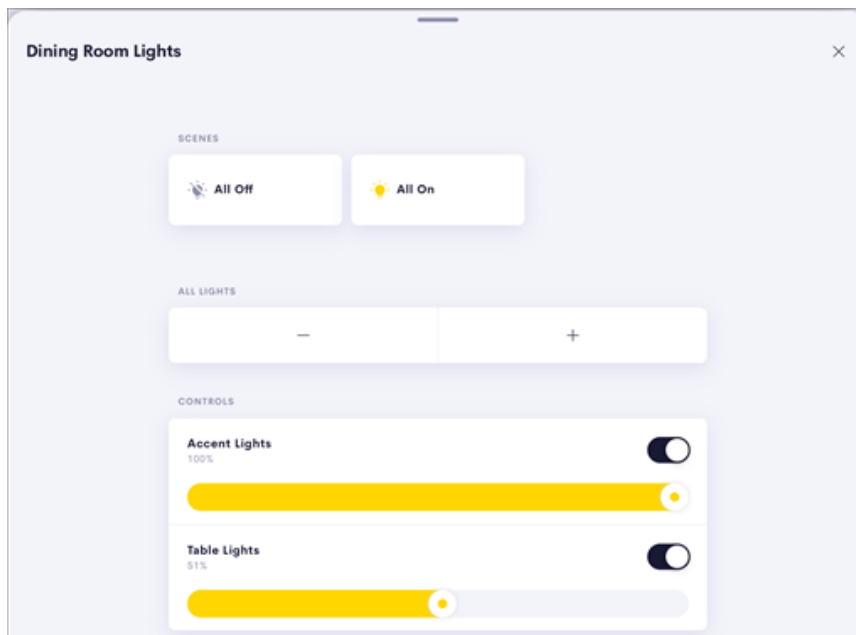 Dining Room Lights
SCENES
All Off
All On
ALL LIGHTS
CONTROLS
Accent Lights
100%
Table Lights
51%